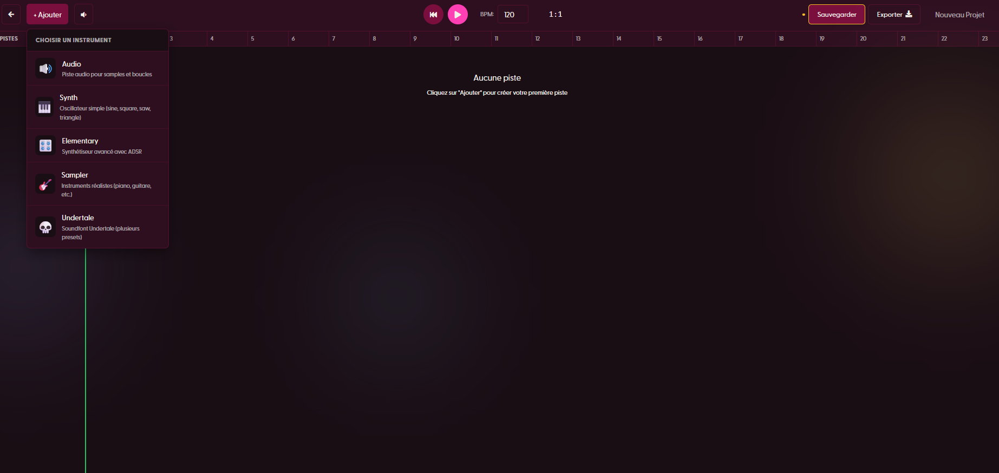 + Ajouter
BPM: 120
1:1
Sauvegarder
Exporter
Nouveau Projet
PISTES
CHOISIR UN INSTRUMENT
3 4 5 6 7 8 9 10 11 12 13 14 15 16 17 18 19 20 21 22 23
Audio
Piste audio pour samples et boucles
Synth
Oscillateur simple (sine, square, saw,
triangle)
Elementary
Synthétiseur avancé avec ADSR
Sampler
Instruments réalistes (piano, guitare,
etc.)
Undertale
Soundfont Undertale (plusieurs
presets)
Aucune piste
Cliquez sur "Ajouter" pour créer votre première piste